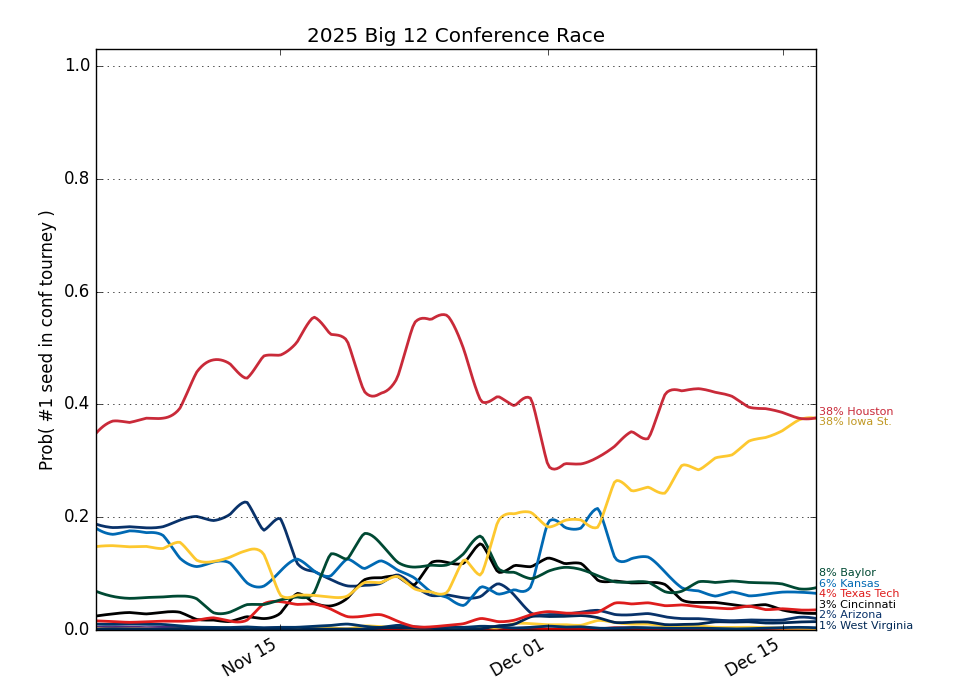 2025 Big 12 Conference Race
Prob( #1 seed in conf tourney )
1.0
0.8
0.6
0.4
0.2
0.0
Nov 15
Dec 01
Dec 15
38% Houston
38% Iowa St.
8% Baylor
6% Kansas
4% Texas Tech
3% Cincinnati
2% Arizona
1% West Virginia